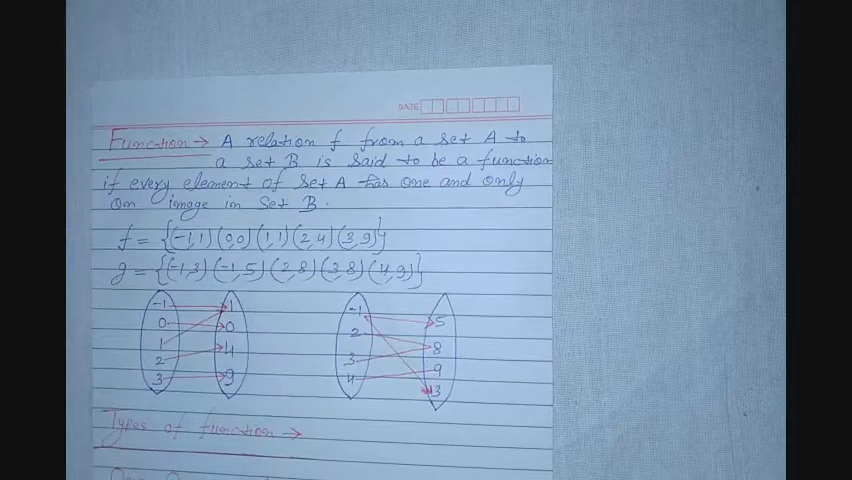 DATE
Function → A relation f from a set A to
a set B is said to be a function
if every element of set A has one and only
on image in set B.
f = {(-1,1) (0,0) (1,1) (2,4) (3,9)}
g = {(-1,3) (-1,5) (2,8) (3,8) (4,9)}
-1 1
0 0
1
2 4
3 9
-1 5
2 8
3 9
4 3
Types of function →